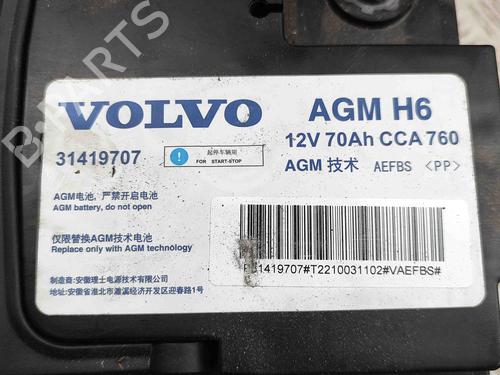 VOLVO
AGM H6
12V 70Ah CCA 760
31419707
起停车辆用
FOR START-STOP
AGM 技术 AEFBS <PP>
AGM电池，严禁开启电池
AGM battery, do not open
仅限替换AGM技术电池
Replace only with AGM technology
31419707#T2210031102#VAEFBS#
制造商：安徽理士电源技术有限公司
地址：安徽省淮北市濉溪经济开发区迎春路1号
B-PARTS